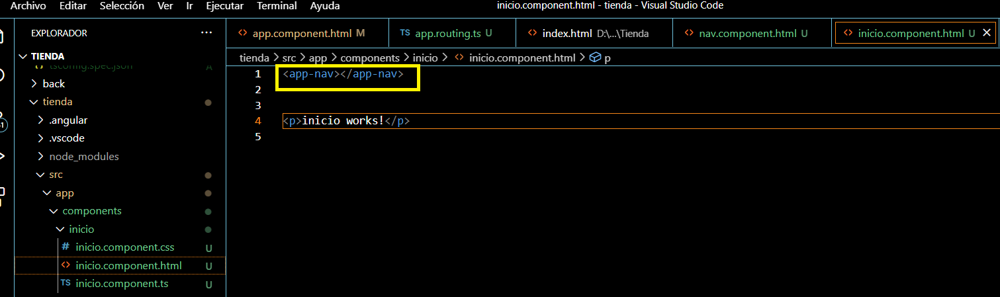 Archivo Editar Selección Ver Ir Ejecutar Terminal Ayuda
inicio.component.html - tienda - Visual Studio Code
EXPLORADOR ···
app.component.html M
TS app.routing.ts U
index.html D:\...\Tienda
nav.component.html U
inicio.component.html U
TIENDA
tienda > src > app > components > inicio > inicio.component.html > p
tsconfig.spec.json A
back
tienda
.angular
.vscode
node_modules
src
app
components
inicio
# inicio.component.css U
inicio.component.html U
TS inicio.component.ts U
1 <app-nav></app-nav>
2
3
4 <p>inicio works!</p>
5